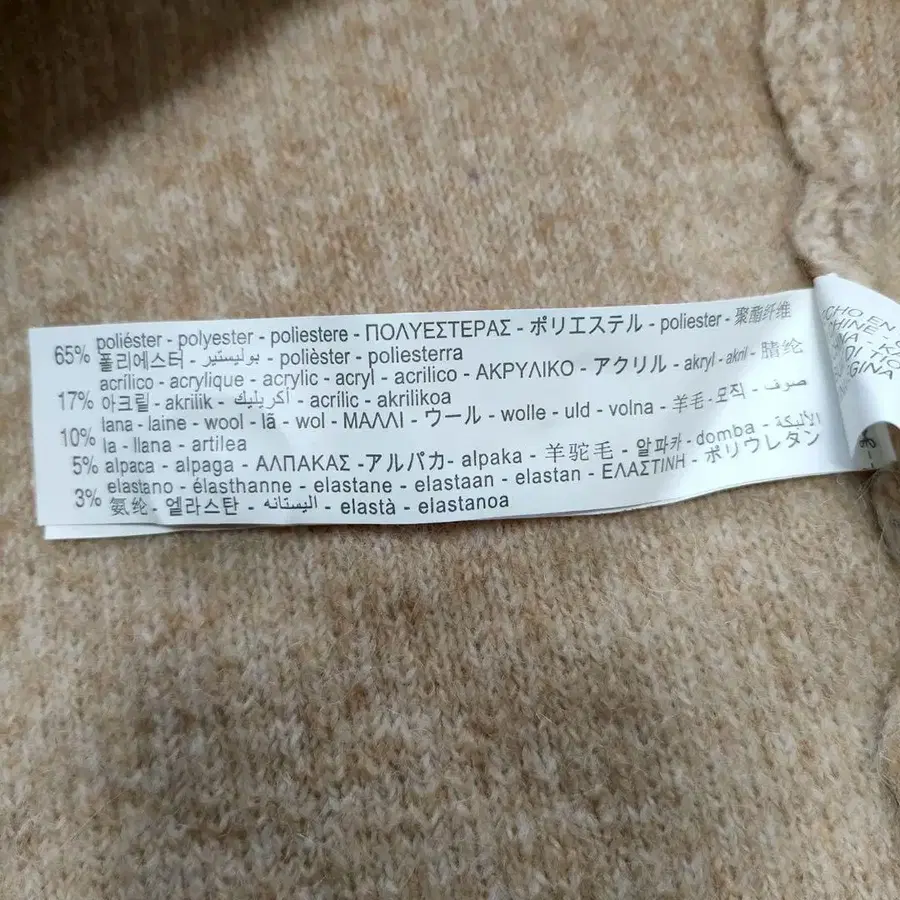 65% poliéster - polyester - poliestere - ΠΟΛΥΕΣΤΕΡΑΣ - ポリエステル - poliester - 聚酯纤维
폴리에스터 - بوليستير - polièster - poliesterra
17% acrílico - acrylique - acrylic - acryl - acrilico - ΑΚΡΥΛΙΚΟ - アクリル - akryl - akril - 腈纶
아크릴 - akrilik - أكريليك - acrílic - akrilikoa
10% lana - laine - wool - lã - wol - ΜΑΛΛΙ - ウール - wolle - uld - volna - 羊毛 - 모직 - صوف
la - llana - artilea
5% alpaca - alpaga - ΑΛΠΑΚΑΣ - アルパカ - alpaka - 羊驼毛 - 알파카 - domba - الألبكة
3% elastano - élasthanne - elastane - elastaan - elastan - ΕΛΑΣΤΙΝΗ - ポリウレタン
氨纶 - 엘라스탄 - اليستانه - elastà - elastanoa
CHO EN